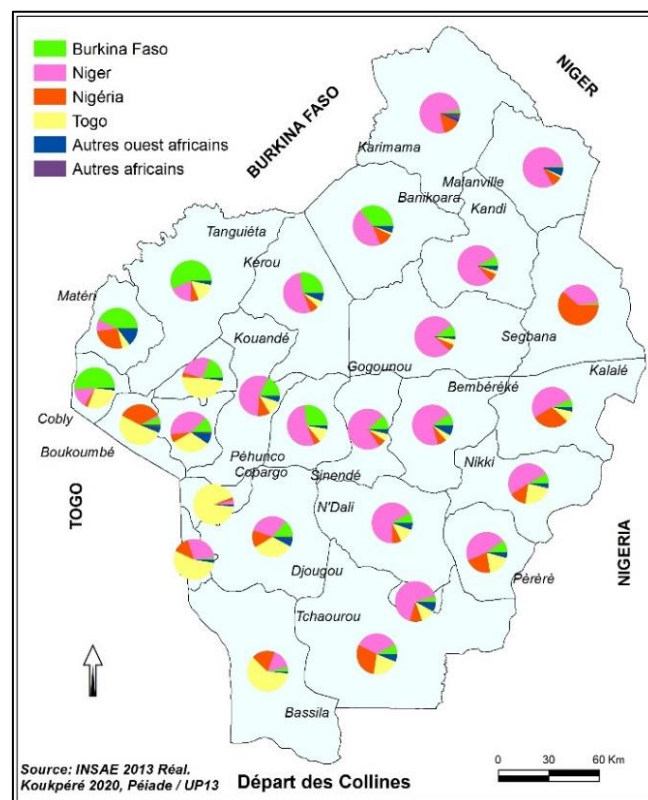 Burkina Faso
Niger
Nigéria
Togo
Autres ouest africains
Autres africains
NIGER
BURKINA FASO
Karimama
Malanville
Banikoara
Kandi
Tanguiéta
Kérou
Matéri
Kouandé
Segbana
Gogounou
Kalalé
Bembéréké
Cobly
Boukoumbé
Péhunco
Copargo
Sinendé
Nikki
N'Dali
TOGO
NIGERIA
Djougou
Pèrèrè
Tchaourou
Bassila
Source: INSAE 2013 Réal.
Koukpéré 2020, Péiade / UP13
Départ des Collines
0 30 60 Km